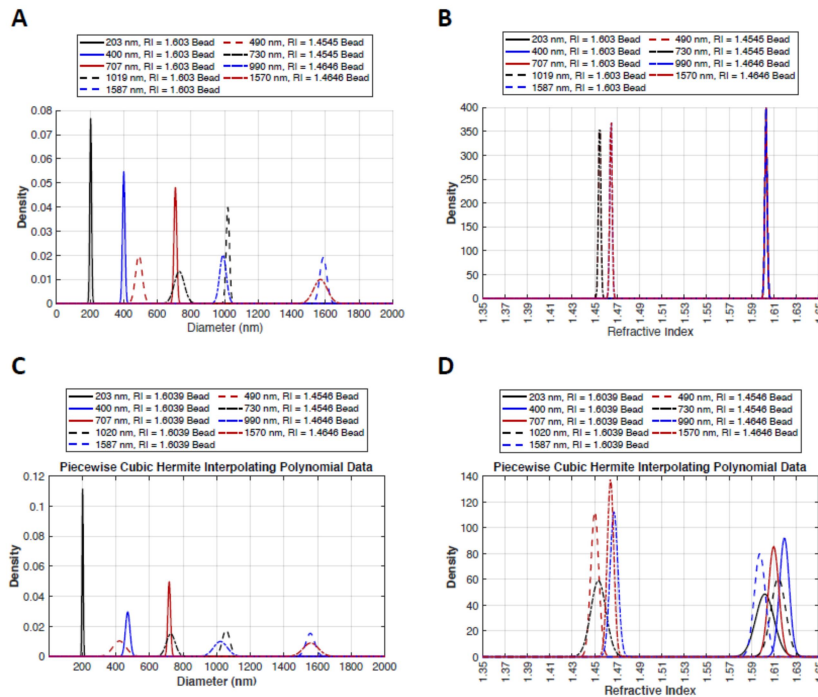 A
203 nm, RI = 1.603 Bead 490 nm, RI = 1.4545 Bead
400 nm, RI = 1.603 Bead 730 nm, RI = 1.4545 Bead
707 nm, RI = 1.603 Bead 990 nm, RI = 1.4646 Bead
1019 nm, RI = 1.603 Bead 1570 nm, RI = 1.4646 Bead
1587 nm, RI = 1.603 Bead
0.08
0.07
0.06
0.05
0.04
0.03
0.02
0.01
0
Density
0 200 400 600 800 1000 1200 1400 1600 1800 2000
Diameter (nm)
B
203 nm, RI = 1.603 Bead 490 nm, RI = 1.4545 Bead
400 nm, RI = 1.603 Bead 730 nm, RI = 1.4545 Bead
707 nm, RI = 1.603 Bead 990 nm, RI = 1.4646 Bead
1019 nm, RI = 1.603 Bead 1570 nm, RI = 1.4646 Bead
1587 nm, RI = 1.603 Bead
400
350
300
250
200
150
100
50
0
Density
1.35 1.37 1.39 1.41 1.43 1.45 1.47 1.49 1.51 1.53 1.55 1.57 1.59 1.61 1.63 1.65
Refractive Index
C
203 nm, RI = 1.6039 Bead 490 nm, RI = 1.4546 Bead
400 nm, RI = 1.6039 Bead 730 nm, RI = 1.4546 Bead
707 nm, RI = 1.6039 Bead 990 nm, RI = 1.4646 Bead
1020 nm, RI = 1.6039 Bead 1570 nm, RI = 1.4646 Bead
1587 nm, RI = 1.6039 Bead
Piecewise Cubic Hermite Interpolating Polynomial Data
0.12
0.1
0.08
0.06
0.04
0.02
0
Density
200 400 600 800 1000 1200 1400 1600 1800 2000
Diameter (nm)
D
203 nm, RI = 1.6039 Bead 490 nm, RI = 1.4546 Bead
400 nm, RI = 1.6039 Bead 730 nm, RI = 1.4546 Bead
707 nm, RI = 1.6039 Bead 990 nm, RI = 1.4646 Bead
1020 nm, RI = 1.6039 Bead 1570 nm, RI = 1.4646 Bead
1587 nm, RI = 1.6039 Bead
Piecewise Cubic Hermite Interpolating Polynomial Data
140
120
100
80
60
40
20
0
Density
1.35 1.37 1.39 1.41 1.43 1.45 1.47 1.49 1.51 1.53 1.55 1.57 1.59 1.61 1.63 1.65
Refractive Index